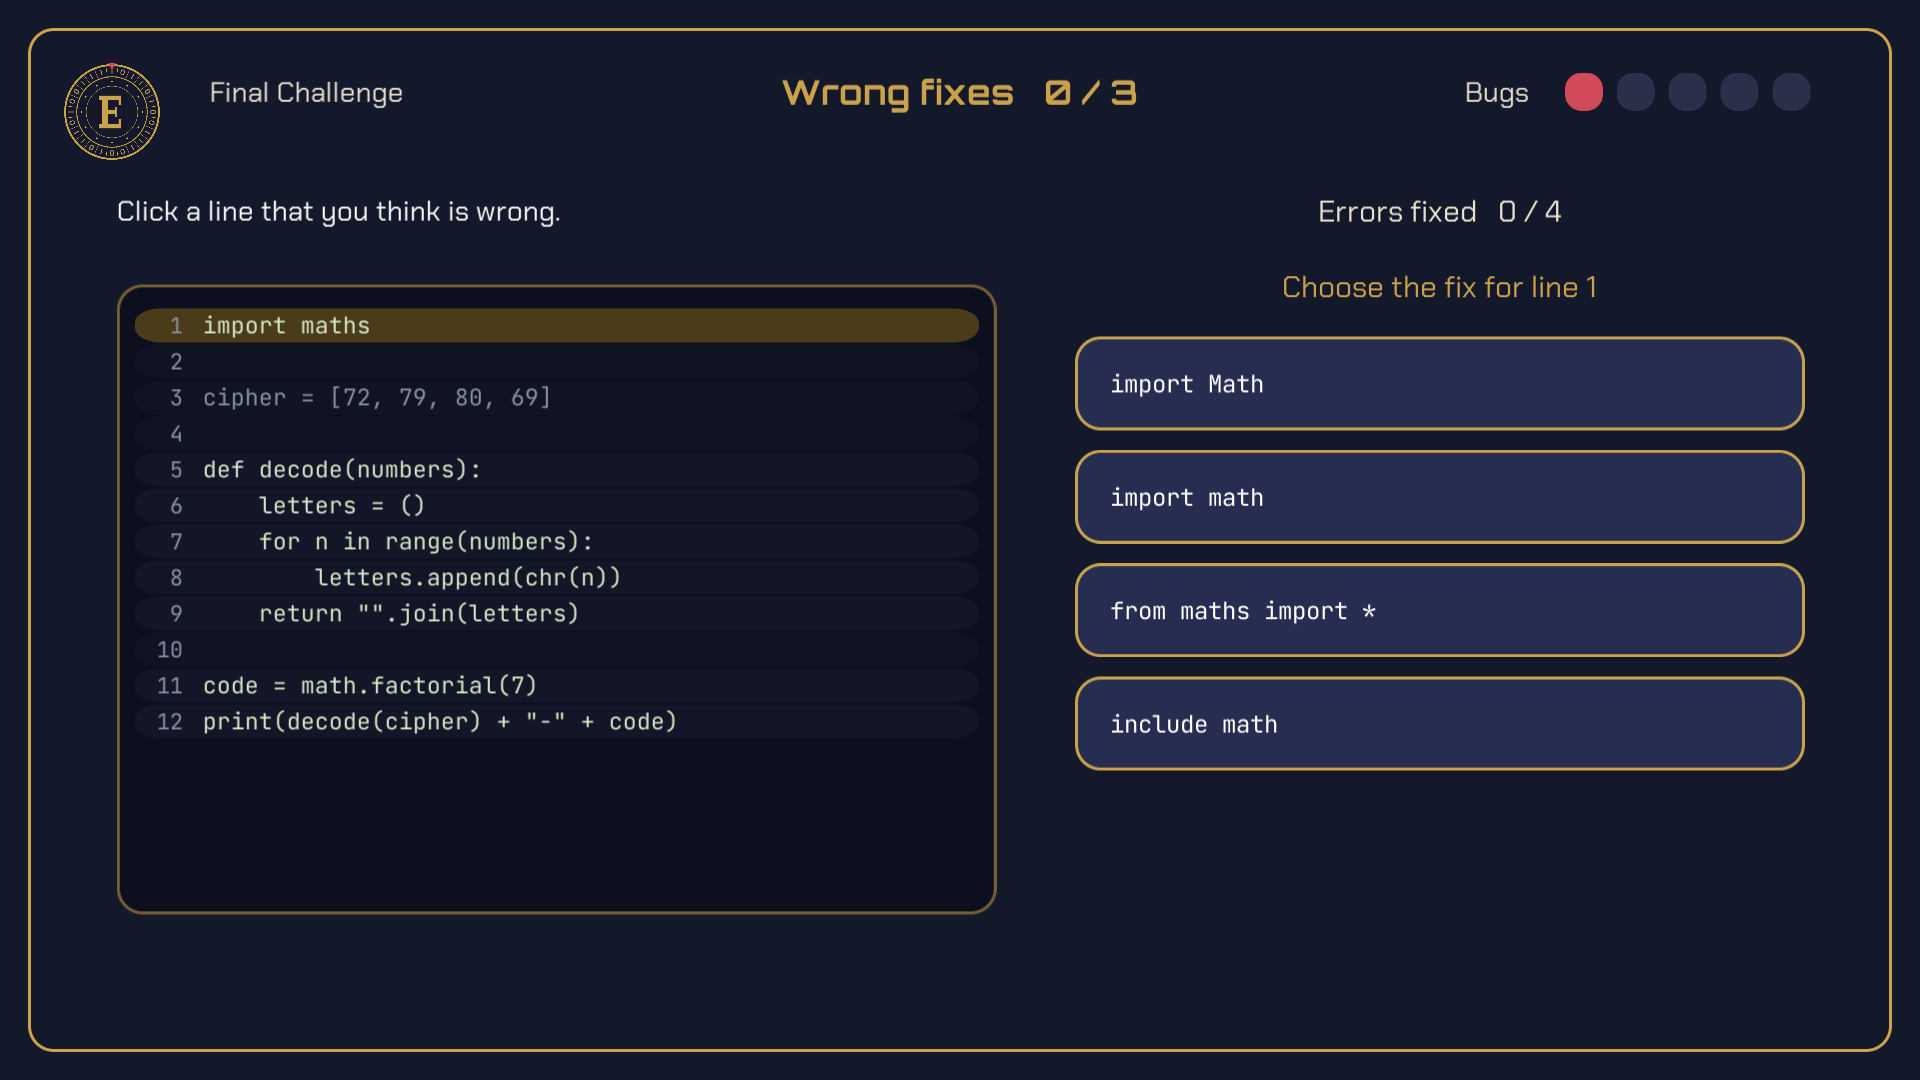 E
Final Challenge
Wrong fixes 0 / 3
Bugs
Click a line that you think is wrong.
Errors fixed 0 / 4
Choose the fix for line 1
1 import maths
2
3 cipher = [72, 79, 80, 69]
4
5 def decode(numbers):
6     letters = ()
7     for n in range(numbers):
8         letters.append(chr(n))
9     return "".join(letters)
10
11 code = math.factorial(7)
12 print(decode(cipher) + "-" + code)
import Math
import math
from maths import *
include math